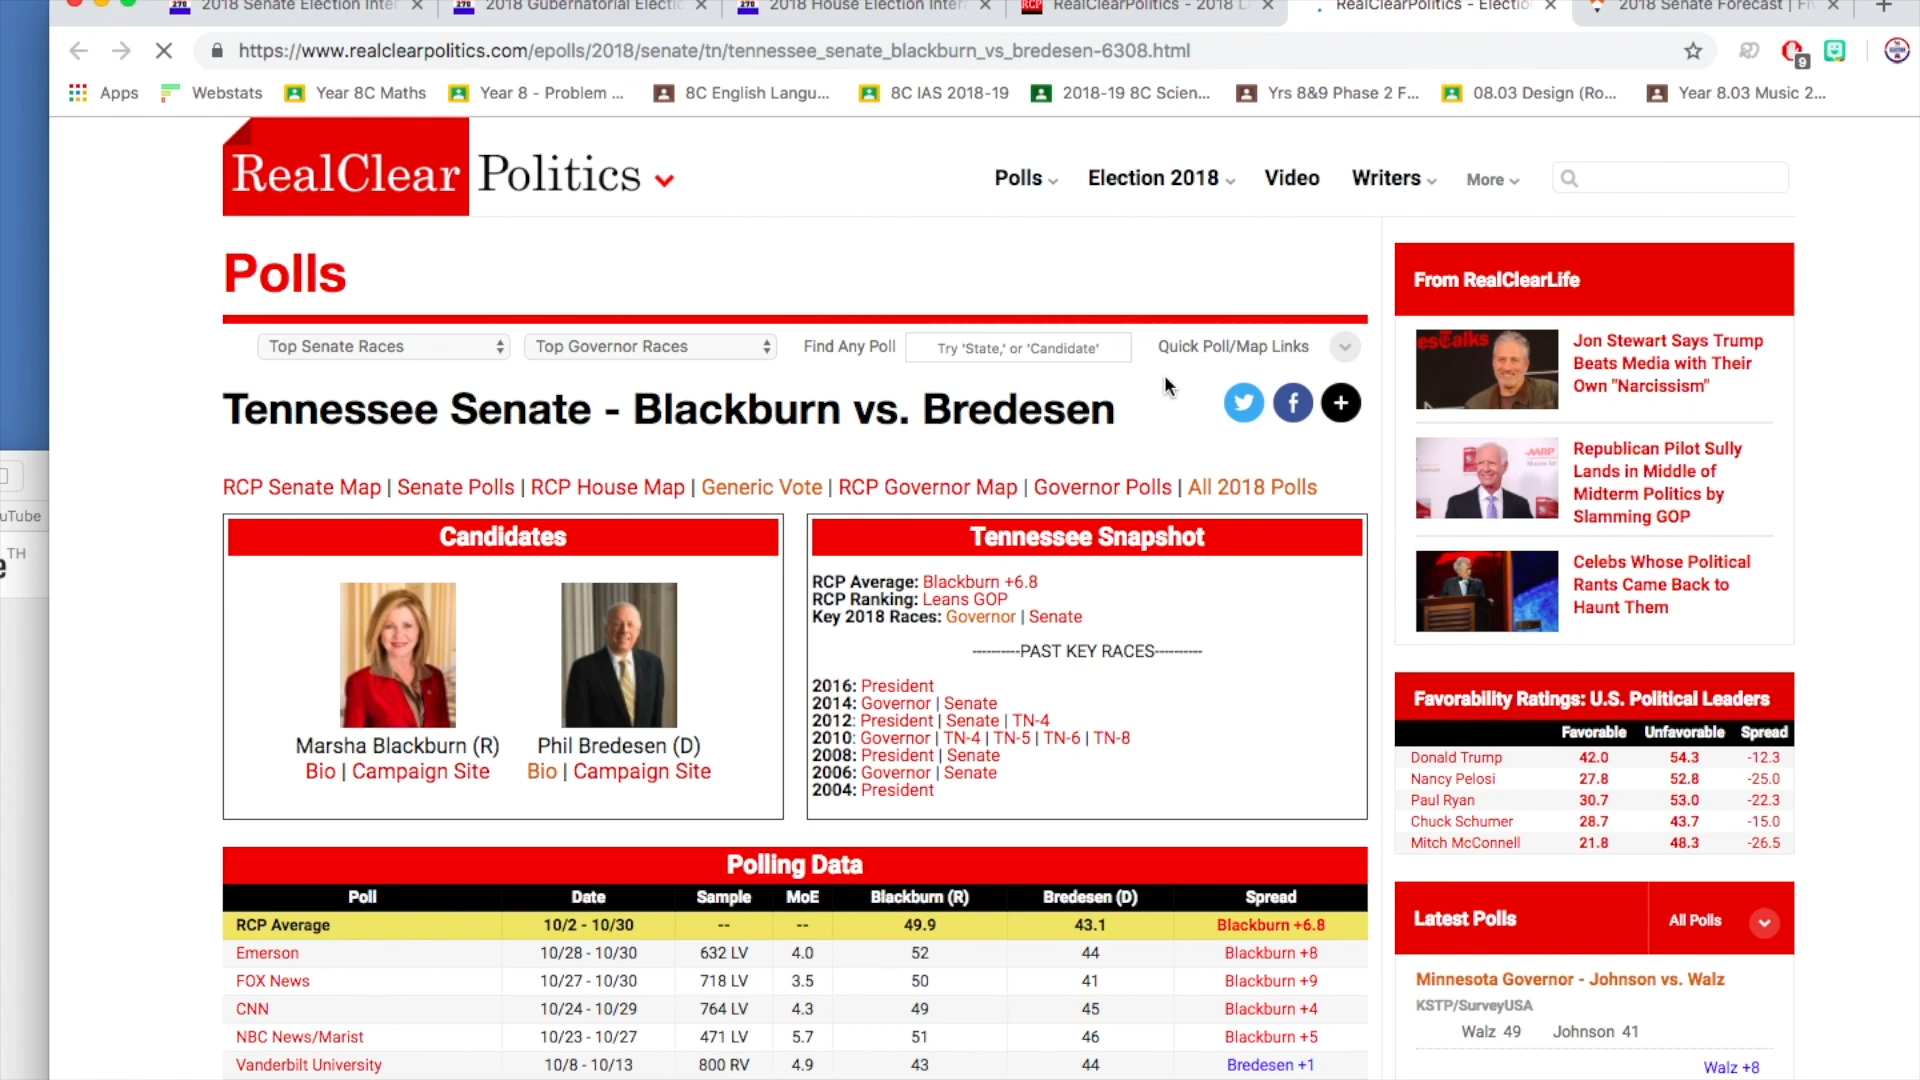 2018 Senate Election Inter
2018 Gubernatorial Electic
2018 House Election Inter
RCP RealClearPolitics - 2018 L
RealClearPolitics - Electio
2018 Senate Forecast | Fiv
https://www.realclearpolitics.com/epolls/2018/senate/tn/tennessee_senate_blackburn_vs_bredesen-6308.html
9
Apps
Webstats
Year 8C Maths
Year 8 - Problem ...
8C English Langu...
8C IAS 2018-19
2018-19 8C Scien...
Yrs 8&9 Phase 2 F...
08.03 Design (Ro...
Year 8.03 Music 2...
RealClear Politics
Polls
Election 2018
Video
Writers
More
Polls
Top Senate Races
Top Governor Races
Find Any Poll
Try 'State,' or 'Candidate'
Quick Poll/Map Links
Tennessee Senate - Blackburn vs. Bredesen
RCP Senate Map | Senate Polls | RCP House Map | Generic Vote | RCP Governor Map | Governor Polls | All 2018 Polls
Candidates
Marsha Blackburn (R)
Bio | Campaign Site
Phil Bredesen (D)
Bio | Campaign Site
Tennessee Snapshot
RCP Average: Blackburn +6.8
RCP Ranking: Leans GOP
Key 2018 Races: Governor | Senate
----------PAST KEY RACES----------
2016: President
2014: Governor | Senate
2012: President | Senate | TN-4
2010: Governor | TN-4 | TN-5 | TN-6 | TN-8
2008: President | Senate
2006: Governor | Senate
2004: President
Polling Data
Poll Date Sample MoE Blackburn (R) Bredesen (D) Spread
RCP Average 10/2 - 10/30 -- -- 49.9 43.1 Blackburn +6.8
Emerson 10/28 - 10/30 632 LV 4.0 52 44 Blackburn +8
FOX News 10/27 - 10/30 718 LV 3.5 50 41 Blackburn +9
CNN 10/24 - 10/29 764 LV 4.3 49 45 Blackburn +4
NBC News/Marist 10/23 - 10/27 471 LV 5.7 51 46 Blackburn +5
Vanderbilt University 10/8 - 10/13 800 RV 4.9 43 44 Bredesen +1
From RealClearLife
Jon Stewart Says Trump
Beats Media with Their
Own "Narcissism"
Republican Pilot Sully
Lands in Middle of
Midterm Politics by
Slamming GOP
AARP
Celebs Whose Political
Rants Came Back to
Haunt Them
Favorability Ratings: U.S. Political Leaders
Favorable Unfavorable Spread
Donald Trump 42.0 54.3 -12.3
Nancy Pelosi 27.8 52.8 -25.0
Paul Ryan 30.7 53.0 -22.3
Chuck Schumer 28.7 43.7 -15.0
Mitch McConnell 21.8 48.3 -26.5
Latest Polls
All Polls
Minnesota Governor - Johnson vs. Walz
KSTP/SurveyUSA
Walz 49 Johnson 41
Walz +8
uTube
TH